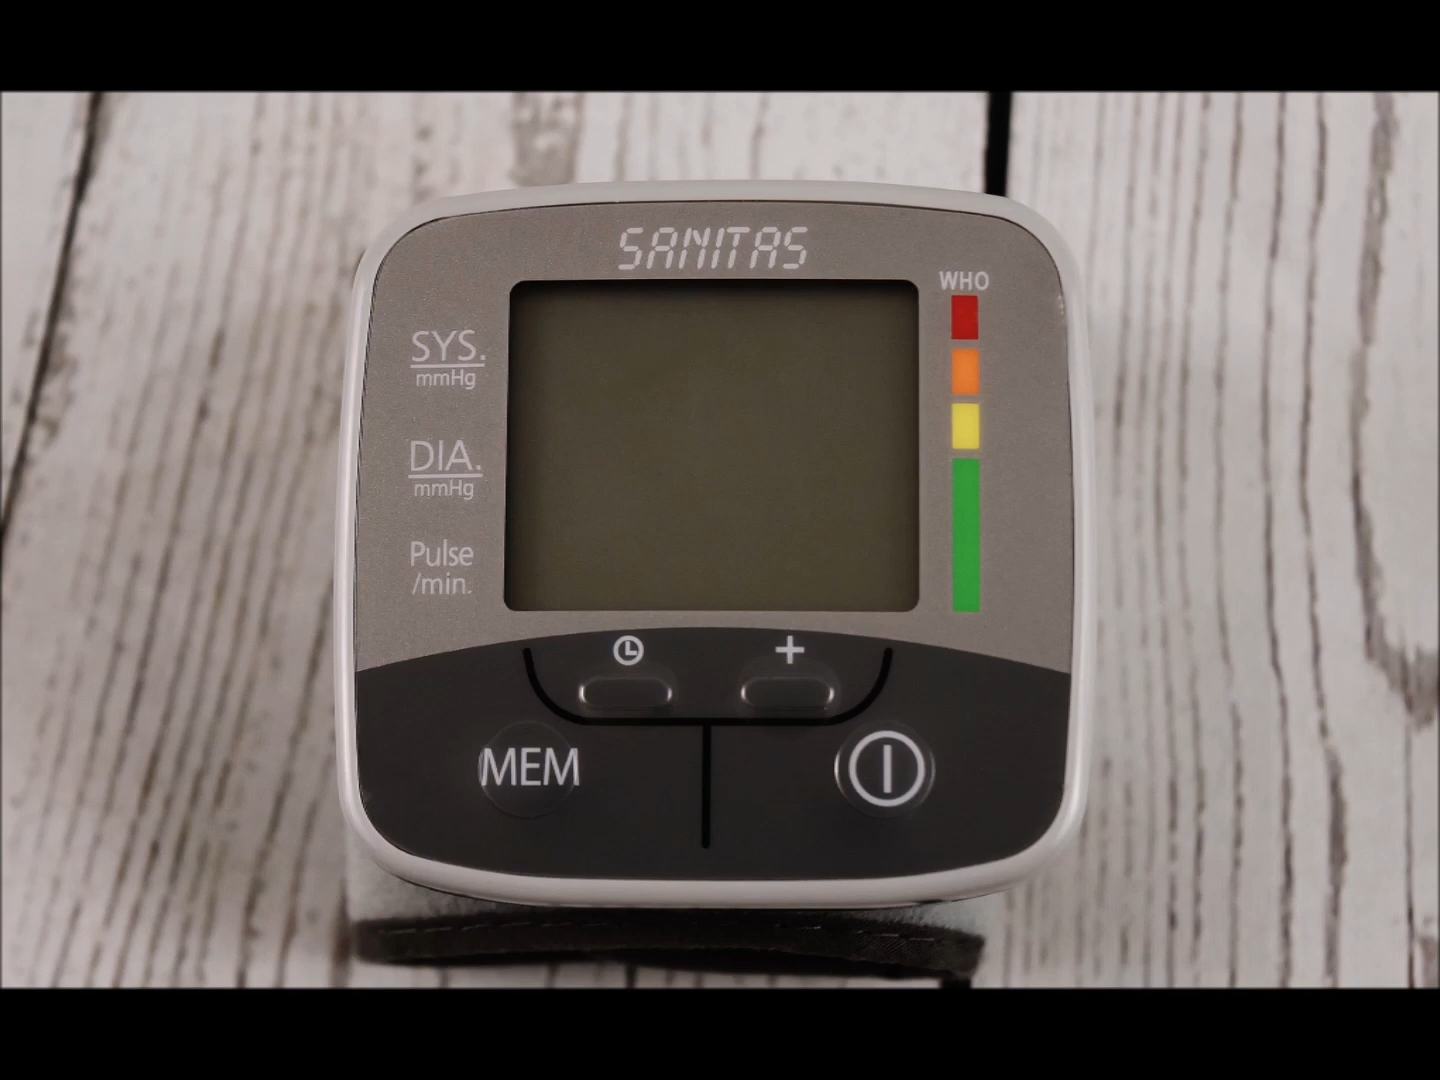 SANITAS
WHO
SYS.
mmHg
DIA.
mmHg
Pulse
/min.
+
MEM